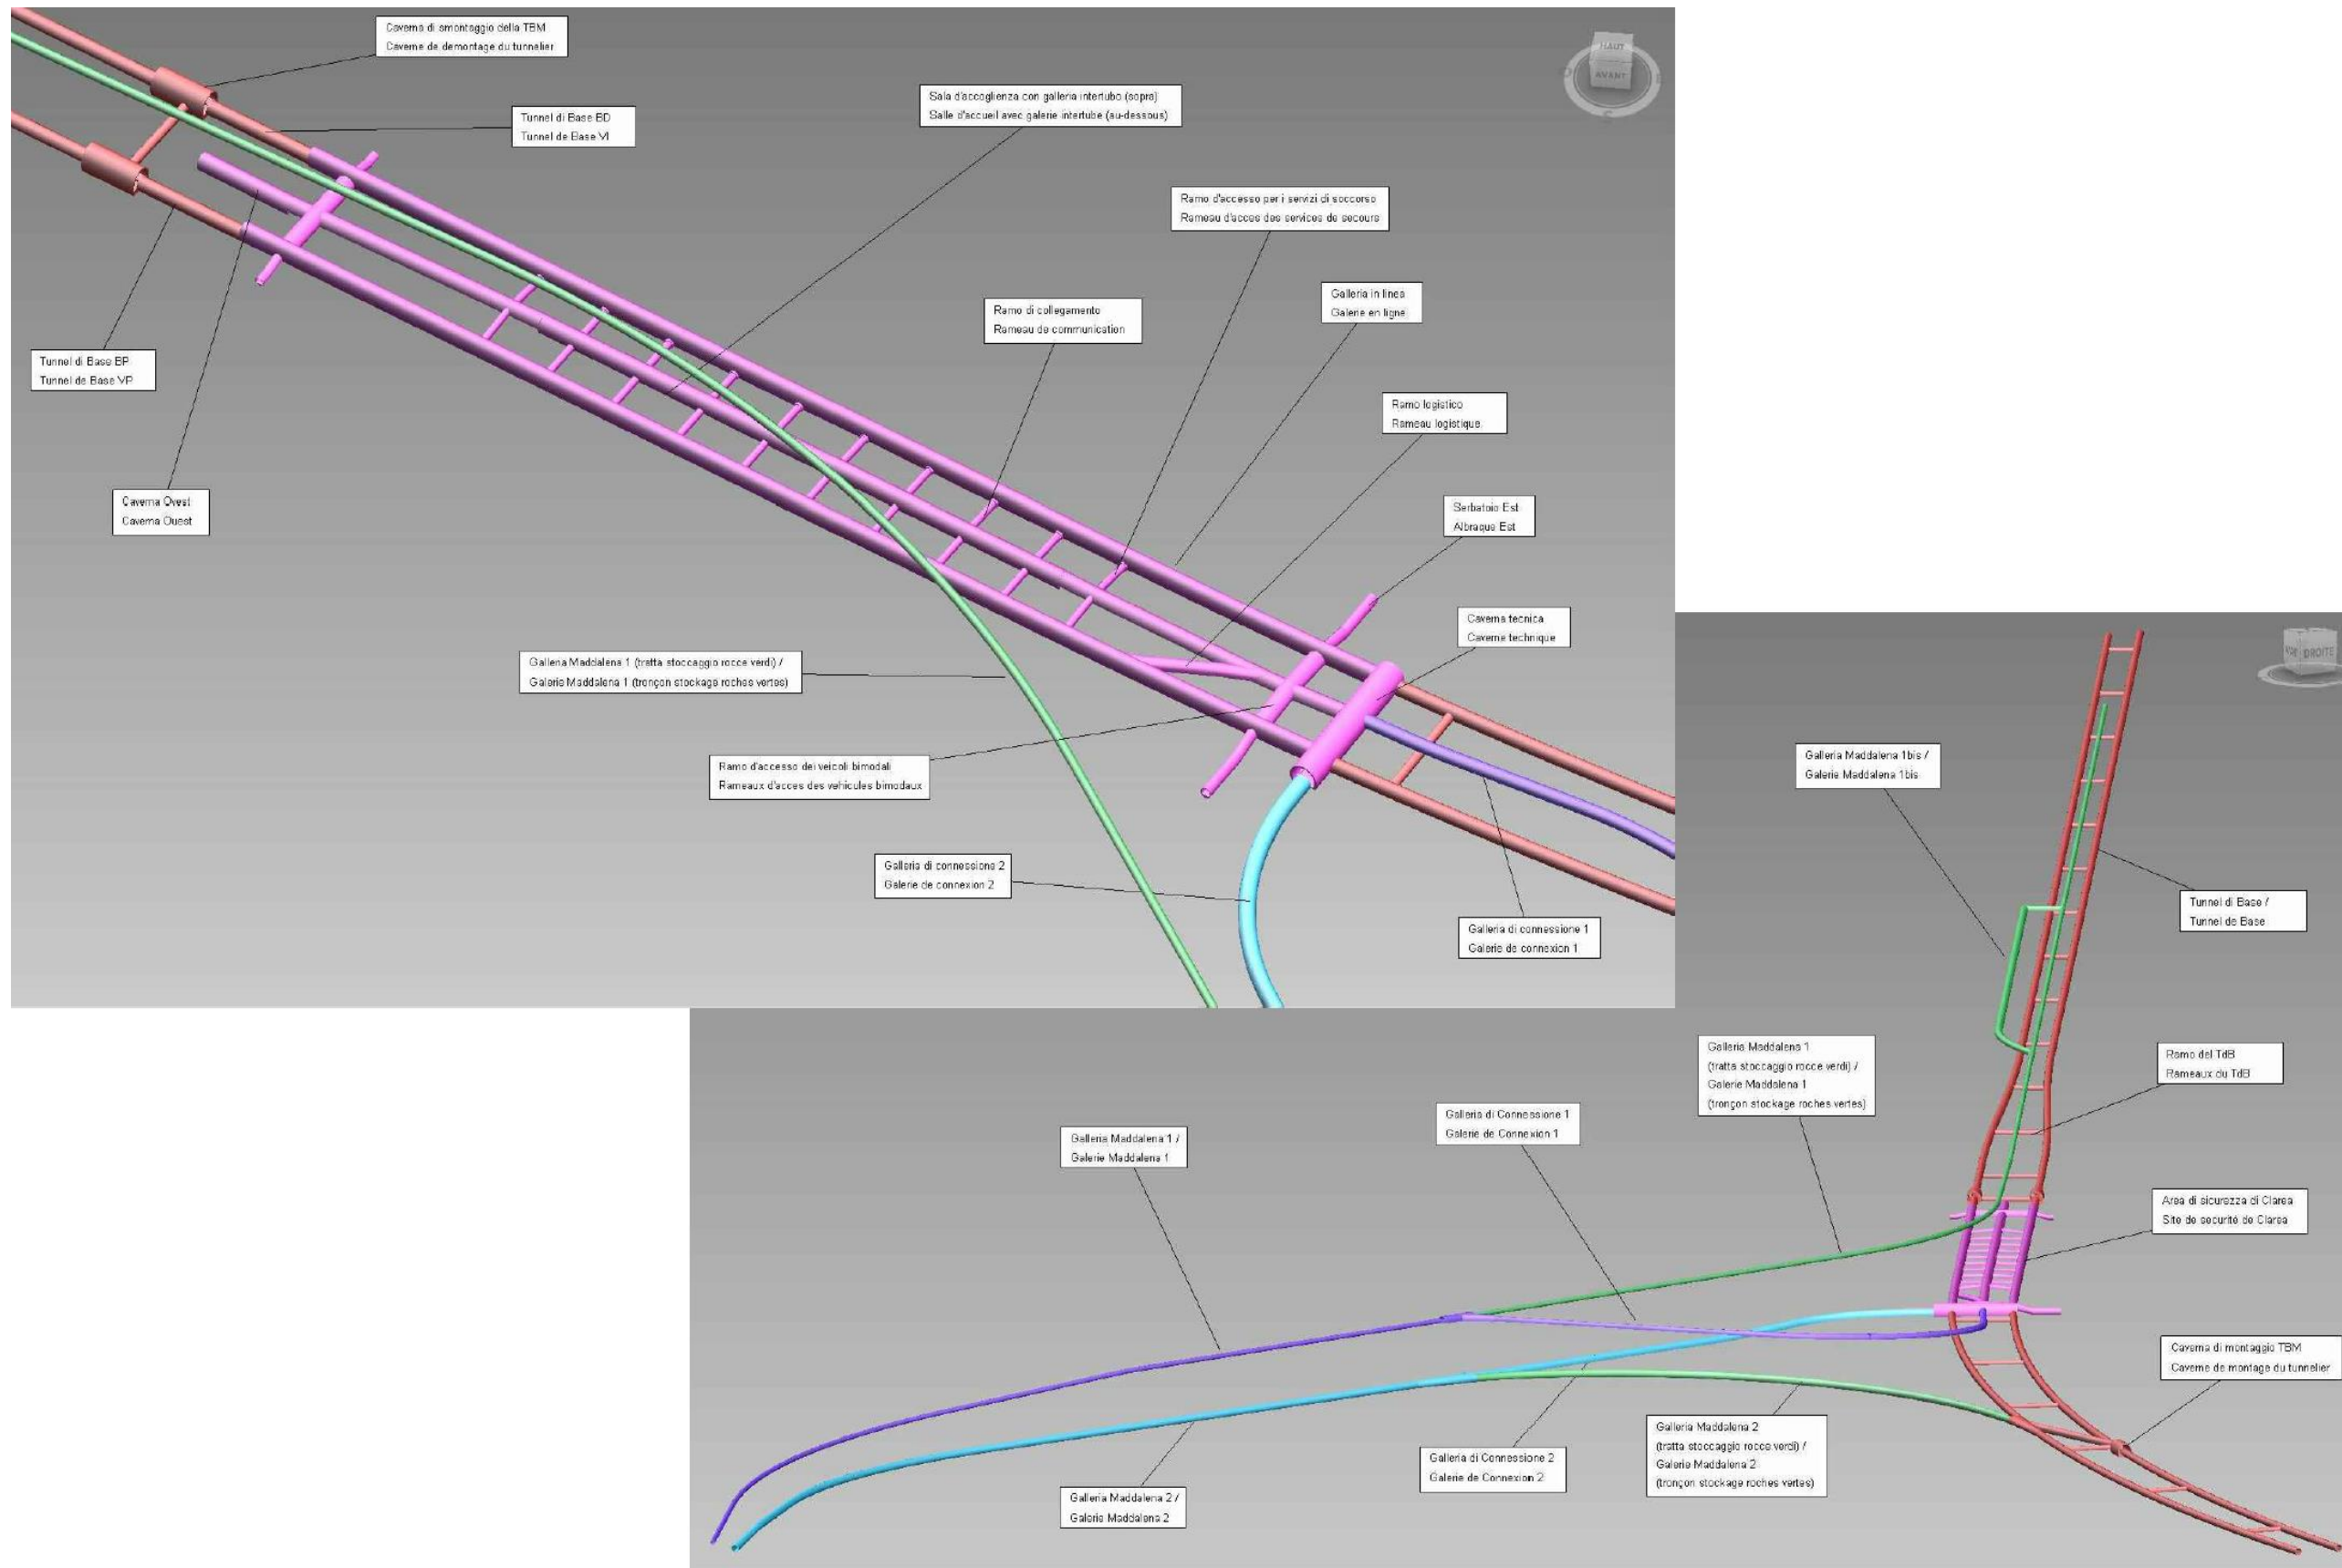 Caverna di smontaggio della TBM
Caverne de demontage du tunnelier
HAUT
AVANT
S
Sala d'accoglienza con galleria intertubo (sopra)
Salle d'accueil avec galerie intertube (au-dessous)
Tunnel di Base BD
Tunnel de Base VI
Ramo d'accesso per i servizi di soccorso
Rameau d'acces des services de secours
Galleria in linea
Galerie en ligne
Ramo di collegamento
Rameau de communication
Tunnel di Base BP
Tunnel de Base VP
Ramo logistico
Rameau logistique
Caverna Ovest
Caverna Ouest
Serbatoio Est
Albraque Est
Caverna tecnica
Caverne technique
Galleria Maddalena 1 (tratta stoccaggio rocce verdi) /
Galerie Maddalena 1 (tronçon stockage roches vertes)
Ramo d'accesso dei veicoli bimodali
Rameaux d'acces des vehicules bimodaux
Galleria di connessione 2
Galerie de connexion 2
Galleria di connessione 1
Galerie de connexion 1
DROITE
Galleria Maddalena 1bis /
Galerie Maddalena 1bis
Tunnel di Base /
Tunnel de Base
Galleria Maddalena 1
(tratta stoccaggio rocce verdi) /
Galerie Maddalena 1
(tronçon stockage roches vertes)
Ramo del TdB
Rameaux du TdB
Galleria di Connessione 1
Galerie de Connexion 1
Galleria Maddalena 1 /
Galerie Maddalena 1
Area di sicurezza di Clarea
Site de securité de Clarea
Caverna di montaggio TBM
Caverne de montage du tunnelier
Galleria Maddalena 2
(tratta stoccaggio rocce verdi) /
Galerie Maddalena 2
(tronçon stockage roches vertes)
Galleria di Connessione 2
Galerie de Connexion 2
Galleria Maddalena 2 /
Galerie Maddalena 2